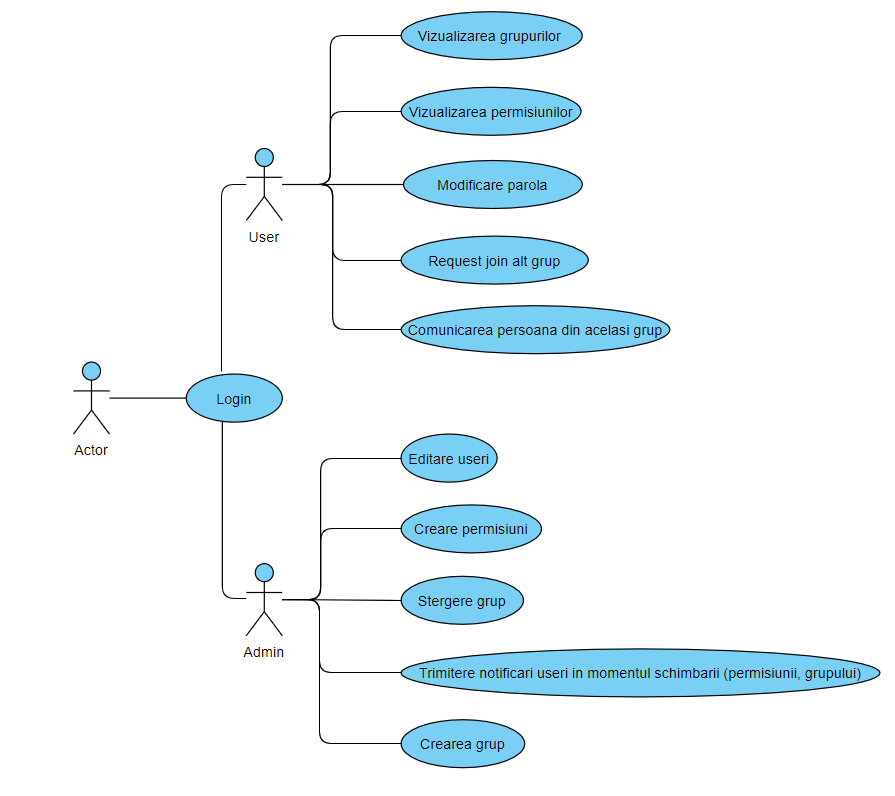 Vizualizarea grupurilor
Vizualizarea permisiunilor
Modificare parola
User
Request join alt grup
Comunicarea persoana din acelasi grup
Login
Actor
Editare useri
Creare permisiuni
Stergere grup
Admin
Trimitere notificari useri in momentul schimbarii (permisiunii, grupului)
Crearea grup